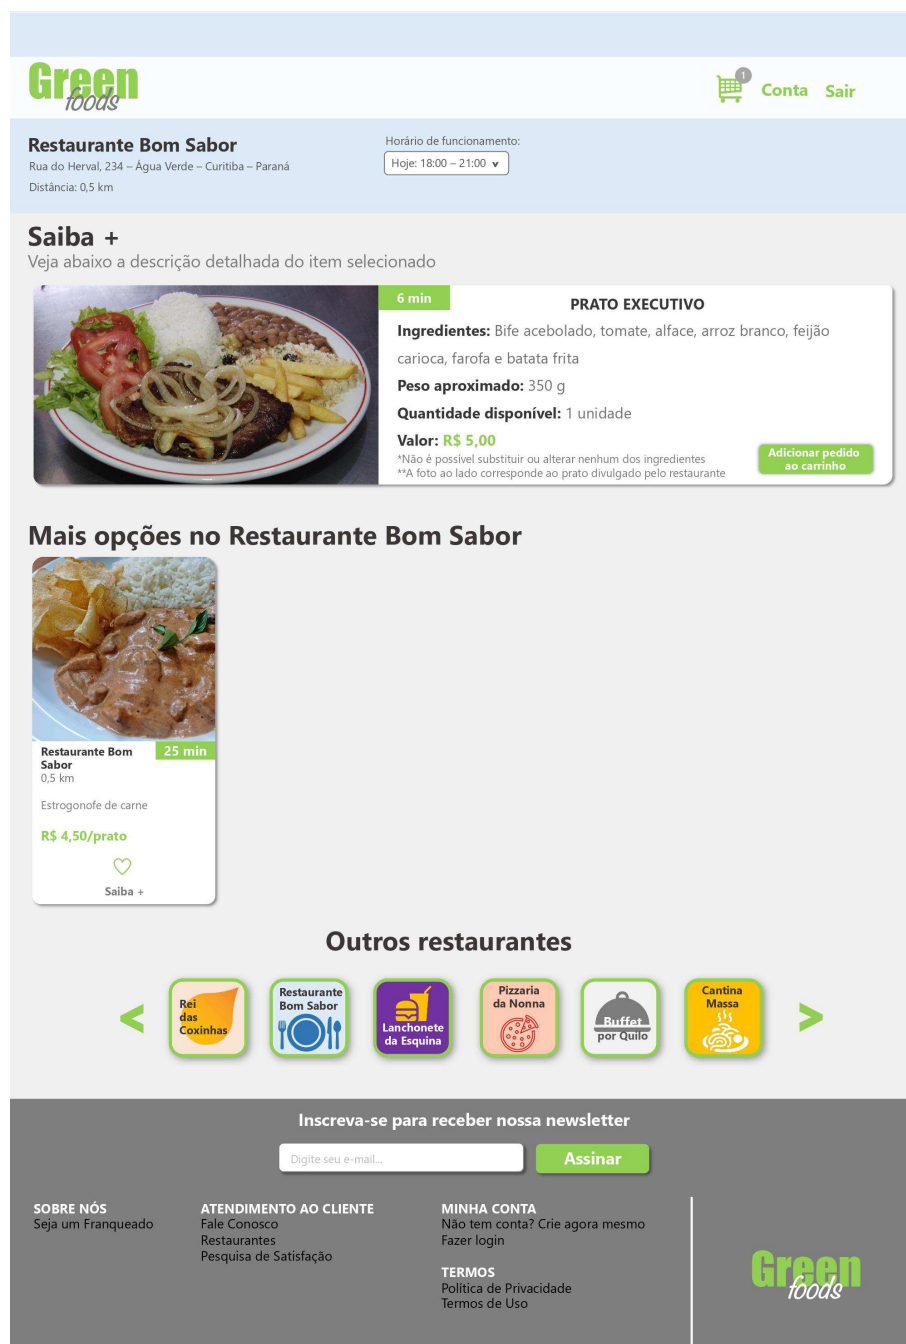 Green
foods
1
Conta
Sair
Restaurante Bom Sabor
Rua do Herval, 234 – Água Verde – Curitiba – Paraná
Distância: 0,5 km
Horário de funcionamento:
Hoje: 18:00 – 21:00 v
Saiba +
Veja abaixo a descrição detalhada do item selecionado
6 min
PRATO EXECUTIVO
Ingredientes: Bife acebolado, tomate, alface, arroz branco, feijão
carioca, farofa e batata frita
Peso aproximado: 350 g
Quantidade disponível: 1 unidade
Valor: R$ 5,00
*Não é possivel substituir ou alterar nenhum dos ingredientes
**A foto ao lado corresponde ao prato divulgado pelo restaurante
Adicionar pedido
ao carrinho
Mais opções no Restaurante Bom Sabor
25 min
Restaurante Bom
Sabor
0,5 km
Estrogonofe de carne
R$ 4,50/prato
Saiba +
Outros restaurantes
<
Rei
das
Coxinhas
Restaurante
Bom Sabor
Lanchonete
da Esquina
Pizzaria
da Nonna
Buffet
por Quilo
Cantina
Massa
>
Inscreva-se para receber nossa newsletter
Digite seu e-mail...
Assinar
SOBRE NÓS
Seja um Franqueado
ATENDIMENTO AO CLIENTE
Fale Conosco
Restaurantes
Pesquisa de Satisfação
MINHA CONTA
Não tem conta? Crie agora mesmo
Fazer login
TERMOS
Política de Privacidade
Termos de Uso
Green
foods